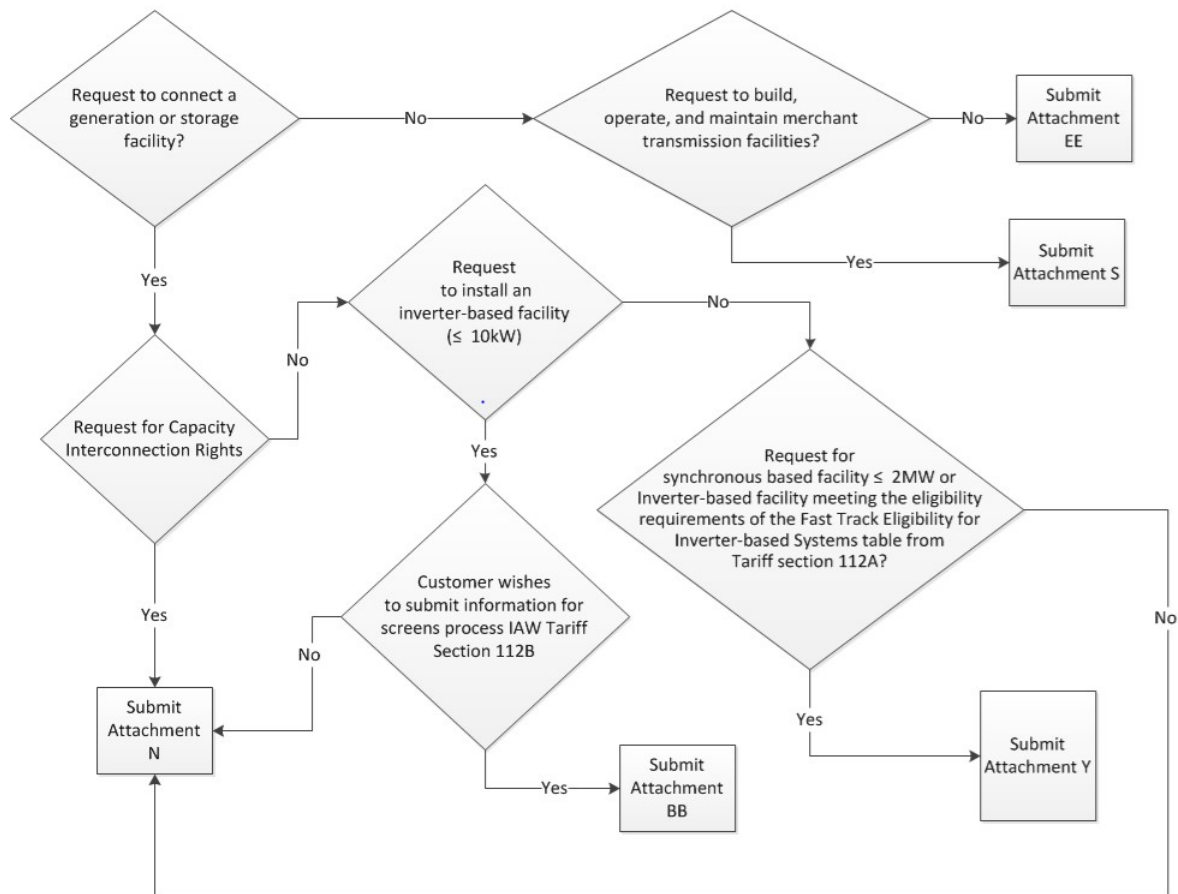 Request to connect a
generation or storage
facility?
No
Request to build,
operate, and maintain merchant
transmission facilities?
No
Submit
Attachment
EE
Yes
Submit
Attachment S
Yes
Request
to install an
inverter-based facility
(≤ 10kW)
No
No
Request for Capacity
Interconnection Rights
Yes
Request for
synchronous based facility ≤ 2MW or
Inverter-based facility meeting the eligibility
requirements of the Fast Track Eligibility for
Inverter-based Systems table from
Tariff section 112A?
Customer wishes
to submit information for
screens process IAW Tariff
Section 112B
Yes
No
No
Submit
Attachment
N
Yes
Submit
Attachment Y
Yes
Submit
Attachment
BB